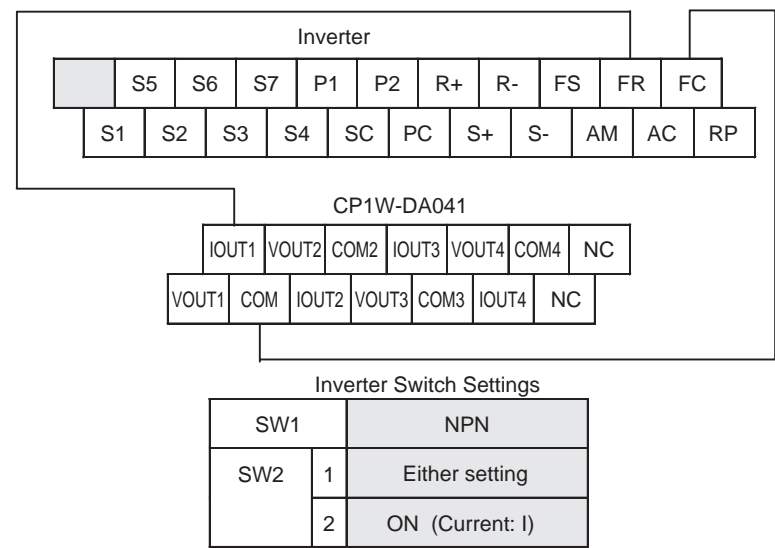 Inverter
S5 S6 S7 P1 P2 R+ R- FS FR FC
S1 S2 S3 S4 SC PC S+ S- AM AC RP
CP1W-DA041
IOUT1 VOUT2 COM2 IOUT3 VOUT4 COM4 NC
VOUT1 COM IOUT2 VOUT3 COM3 IOUT4 NC
Inverter Switch Settings
SW1 NPN
SW2 1 Either setting
2 ON (Current: I)